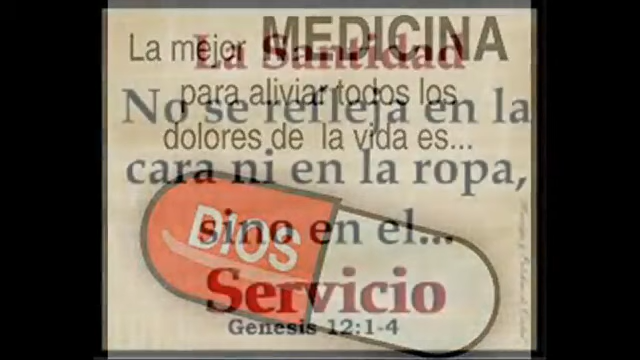 La mejor MEDICINA
para aliviar todos los
dolores de la vida es...
DIOS
La Santidad
No se refleja en la
cara ni en la ropa,
sino en el...
Servicio
Genesis 12:1-4